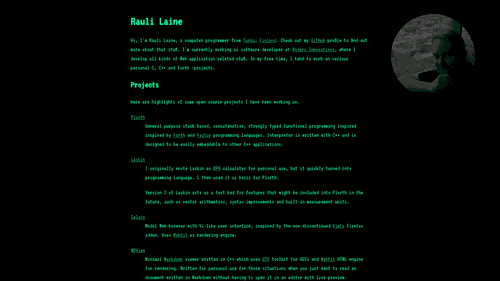 Rauli Laine
Hi, I'm Rauli Laine, a computer programmer from Turku, Finland. Check out my GitHub profile to find out
more about that stuff. I'm currently working as software developer at Anders Innovations, where I
develop all kinds of Web application related stuff. In my free time, I tend to work on various
personal C, C++ and Forth -projects.
Projects
Here are highlights of some open source projects I have been working on.
Plorth
General purpose stack based, concatenative, strongly typed functional programming inspired
inspired by Forth and Factor programming languages. Interpreter is written with C++ and is
designed to be easily embeddable to other C++ applications.
Laskin
I originally wrote Laskin as RPN calculator for personal use, but it quickly turned into
programming language. I then used it as basis for Plorth.
Version 2 of Laskin acts as a test bed for features that might be included into Plorth in the
future, such as vector arithmetic, syntax improvements and built-in measurement units.
Selain
Modal Web browser with Vi-like user interface, inspired by the now discontinued Vimfx Firefox
addon. Uses WebKit as rendering engine.
MDView
Minimal Markdown viewer written in C++ which uses GTK toolkit for GUIs and WebKit HTML engine
for rendering. Written for personal use for those situations when you just want to read an
document written in Markdown without having to open it in an editor with live preview.